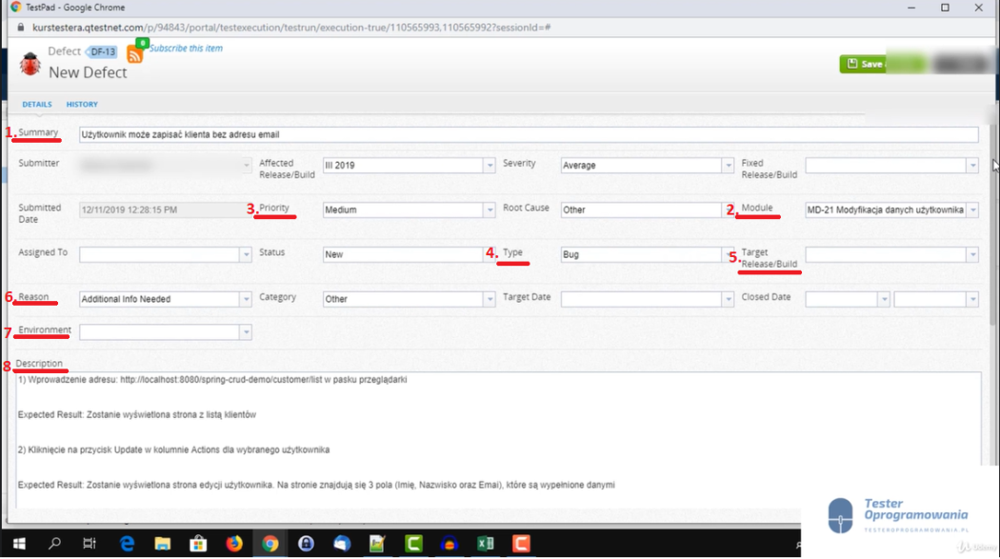 TestPad - Google Chrome
kurstestera.qtestnet.com/p/94843/portal/testexecution/testrun/execution-true/110565993,110565992?sessionId=#
Defect DF-13 0 Subscribe this item
New Defect
Save
DETAILS HISTORY
1. Summary Użytkownik może zapisać klienta bez adresu email
Submitter Affected Release/Build III 2019 Severity Average Fixed Release/Build
Submitted Date 12/11/2019 12:28:15 PM 3. Priority Medium Root Cause Other 2. Module MD-21 Modyfikacja danych użytkownika
Assigned To Status New 4. Type Bug 5. Target Release/Build
6. Reason Additional Info Needed Category Other Target Date Closed Date
7 Environment
8 Description
1) Wprowadzenie adresu: http://localhost:8080/spring-crud-demo/customer/list w pasku przeglądarki
Expected Result: Zostanie wyświetlona strona z listą klientów
2) Kliknięcie na przycisk Update w kolumnie Actions dla wybranego użytkownika
Expected Result: Zostanie wyświetlona strona edycji użytkownika. Na stronie znajdują się 3 pola (Imię, Nazwisko oraz Emai), które są wypełnione danymi
Tester
Oprogramowania
TESTEROPROGRAMOWANIA.PL
Udemy